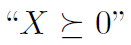 “X ⪰ 0”